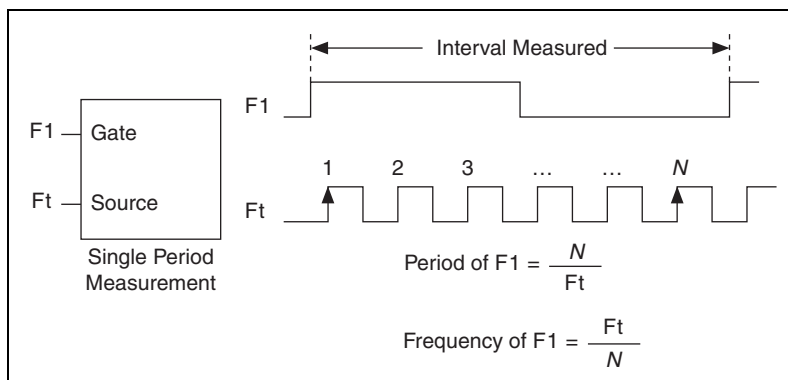 Interval Measured
F1 Gate
Ft Source
Single Period
Measurement
F1
1 2 3 … … N
Ft
Period of F1 = N
Ft
Frequency of F1 = Ft
N